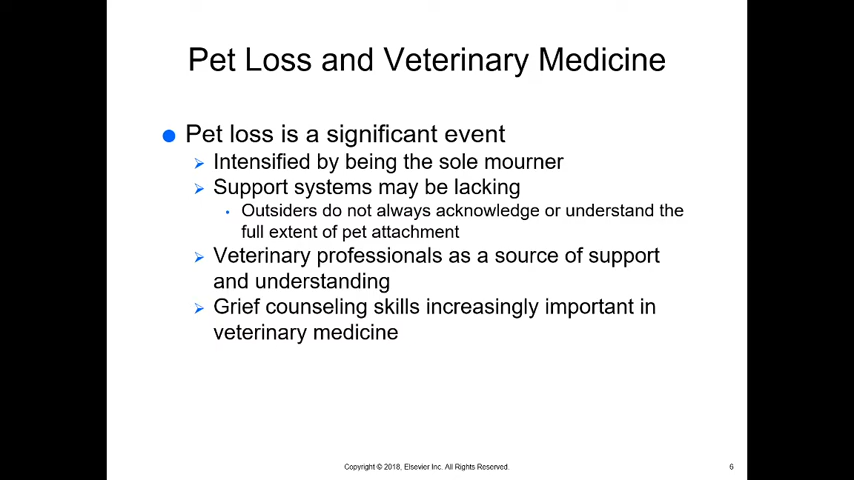 Pet Loss and Veterinary Medicine
Pet loss is a significant event
Intensified by being the sole mourner
Support systems may be lacking
Outsiders do not always acknowledge or understand the
full extent of pet attachment
Veterinary professionals as a source of support
and understanding
Grief counseling skills increasingly important in
veterinary medicine
Copyright © 2018, Elsevier Inc. All Rights Reserved.
6